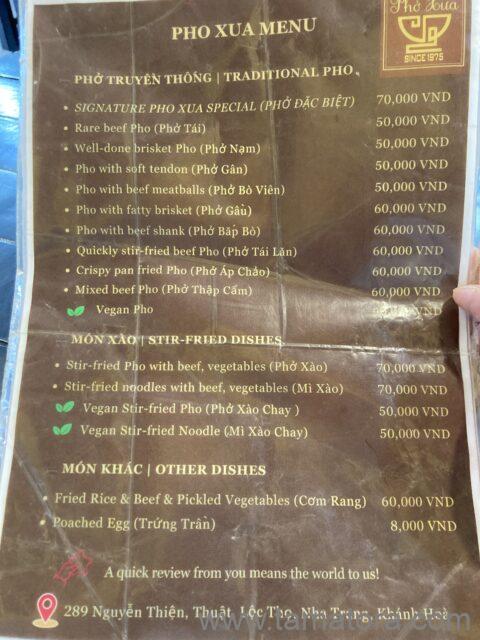 Phở Xưa
SINCE 1975
PHO XUA MENU
PHỞ TRUYỀN THỐNG | TRADITIONAL PHO
• SIGNATURE PHO XUA SPECIAL (PHỞ ĐẶC BIỆT) 70,000 VND
• Rare beef Pho (Phở Tái) 50,000 VND
• Well-done brisket Pho (Phở Nạm) 50,000 VND
• Pho with soft tendon (Phở Gân) 50,000 VND
• Pho with beef meatballs (Phở Bò Viên) 50,000 VND
• Pho with fatty brisket (Phở Gầu) 60,000 VND
• Pho with beef shank (Phở Bắp Bò) 60,000 VND
• Quickly stir-fried beef Pho (Phở Tái Lăn) 60,000 VND
• Crispy pan fried Pho (Phở Áp Chảo) 60,000 VND
• Mixed beef Pho (Phở Thập Cẩm) 60,000 VND
Vegan Pho VND
MÓN XÀO | STIR-FRIED DISHES
• Stir-fried Pho with beef, vegetables (Phở Xào) 70,000 VND
• Stir-fried noodles with beef, vegetables (Mì Xào) 70,000 VND
Vegan Stir-fried Pho (Phở Xào Chay ) 50,000 VND
Vegan Stir-fried Noodle (Mì Xào Chay) 50,000 VND
MÓN KHÁC | OTHER DISHES
• Fried Rice & Beef & Pickled Vegetables (Cơm Rang) 60,000 VND
• Poached Egg (Trứng Trần) 8,000 VND
A quick review from you means the world to us!
289 Nguyễn Thiện, Thuật, Lộc Thọ, Nha Trang, Khánh Hoà